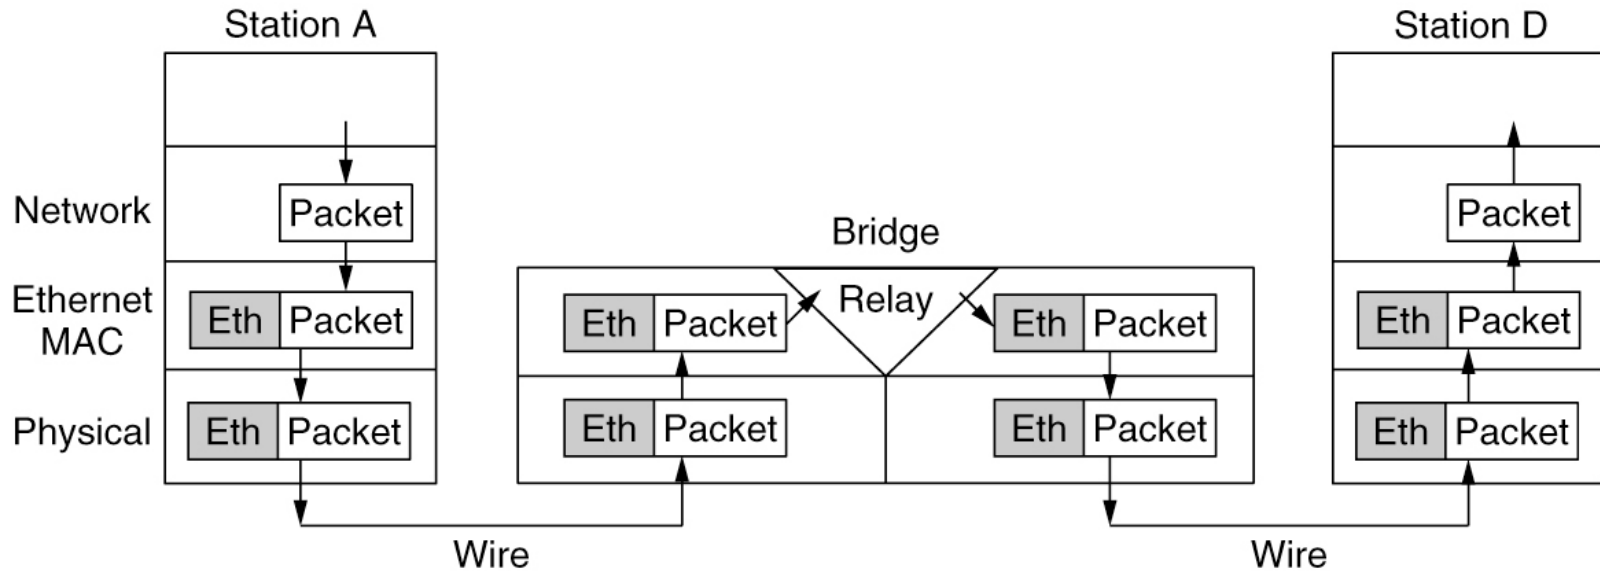 Station A
Station D
Network
Packet
Packet
Bridge
Ethernet
MAC
Eth Packet
Eth Packet
Relay
Eth Packet
Eth Packet
Physical
Eth Packet
Eth Packet
Eth Packet
Eth Packet
Wire
Wire